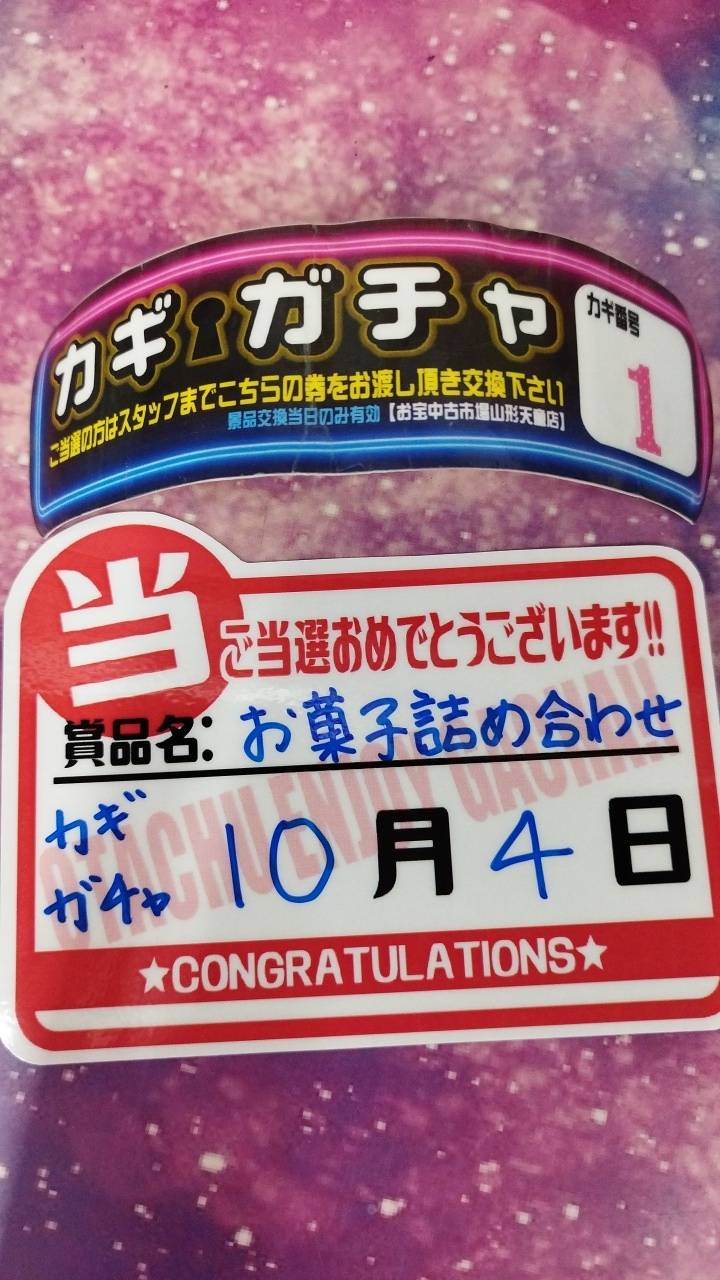 カギガチャ
カギ番号
1
ご当選の方はスタッフまでこちらの券をお渡し頂き交換下さい
景品交換当日のみ有効【お宝中古市場山形天童店】
当
ご当選おめでとうございます!!
賞品名: お菓子詰め合わせ
OTACHU ENJOY GACHA!!
カギ
ガチャ
10月4日
★CONGRATULATIONS★